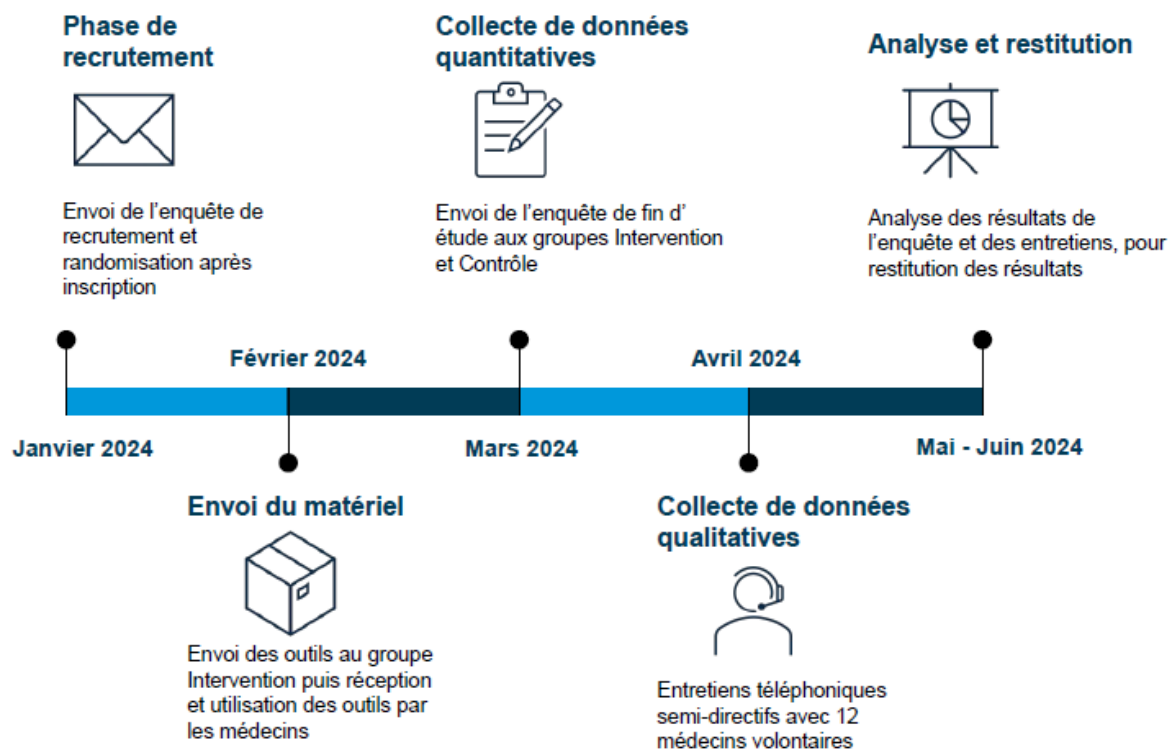 Phase de
recrutement
Envoi de l'enquête de
recrutement et
randomisation après
inscription
Collecte de données
quantitatives
Envoi de l'enquête de fin d'
étude aux groupes Intervention
et Contrôle
Analyse et restitution
Analyse des résultats de
l'enquête et des entretiens, pour
restitution des résultats
Février 2024
Avril 2024
Janvier 2024
Mars 2024
Mai - Juin 2024
Envoi du matériel
Envoi des outils au groupe
Intervention puis réception
et utilisation des outils par
les médecins
Collecte de données
qualitatives
Entretiens téléphoniques
semi-directifs avec 12
médecins volontaires